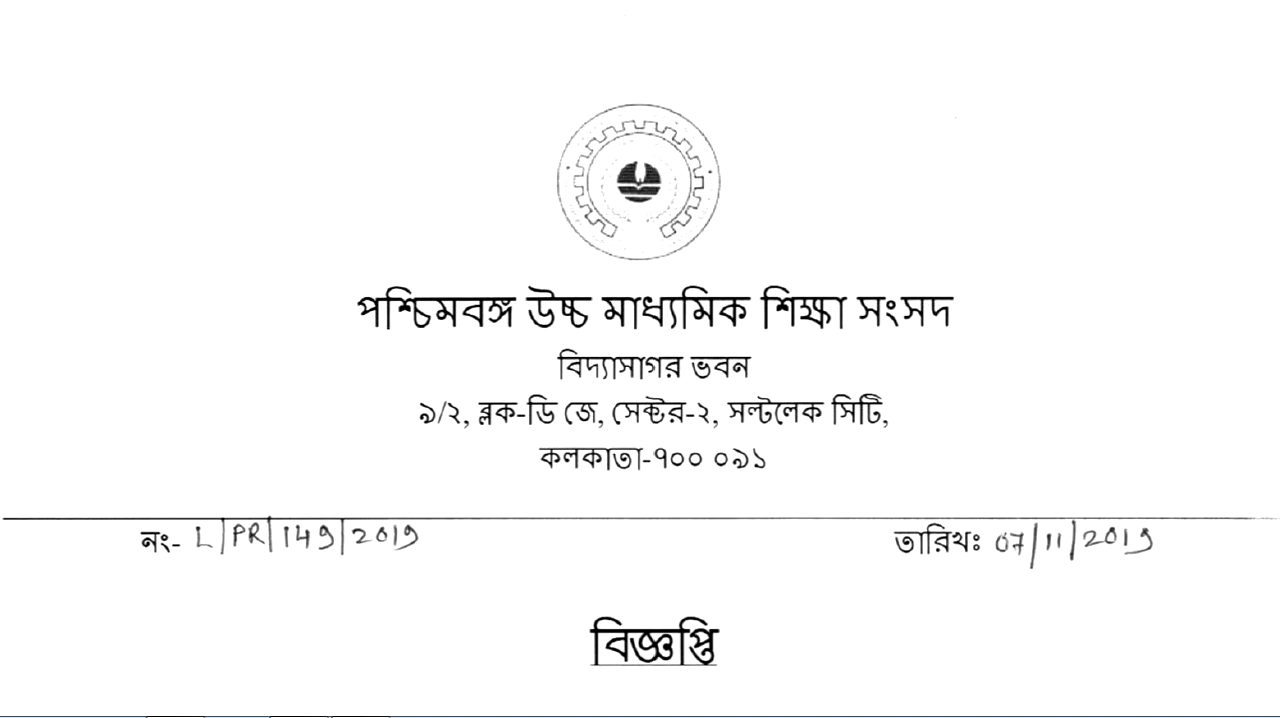 পশ্চিমবঙ্গ উচ্চ মাধ্যমিক শিক্ষা সংসদ
বিদ্যাসাগর ভবন
৯/২, ব্লক-ডি জে, সেক্টর-২, সল্টলেক সিটি,
কলকাতা-৭০০ ০৯১
নং- L/PR/149/2019 তারিখঃ 07/11/2019
বিজ্ঞপ্তি